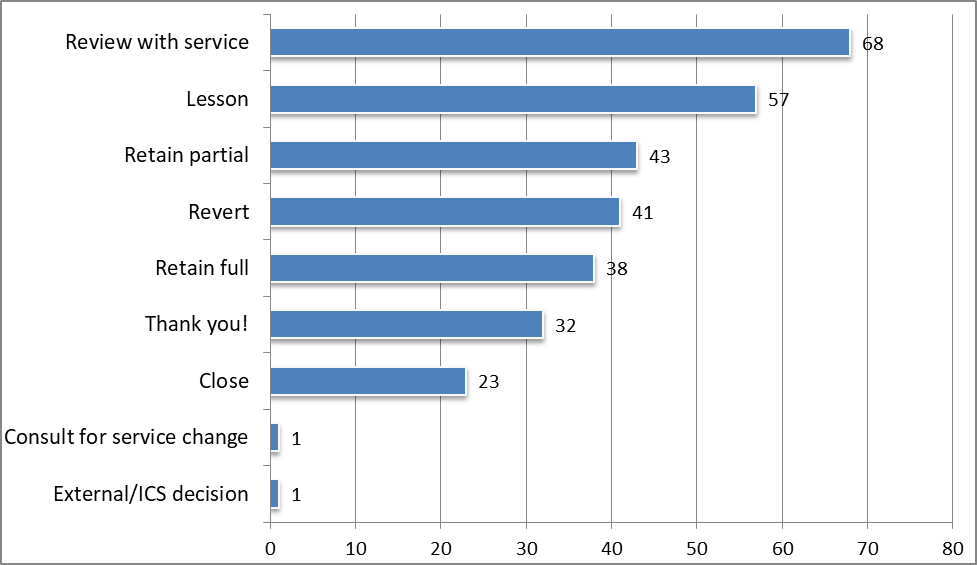 Review with service 68
Lesson 57
Retain partial 43
Revert 41
Retain full 38
Thank you! 32
Close 23
Consult for service change 1
External/ICS decision 1
0 10 20 30 40 50 60 70 80